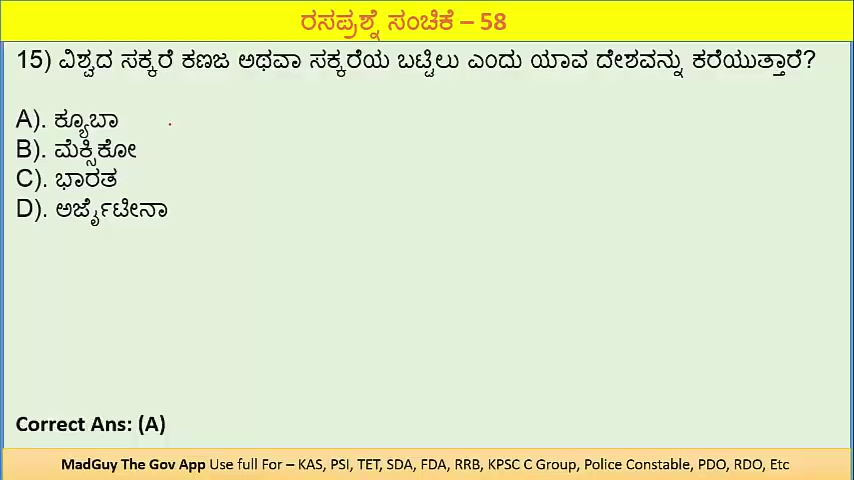 ರಸಪ್ರಶ್ನೆ ಸಂಚಿಕೆ – 58
15) ವಿಶ್ವದ ಸಕ್ಕರೆ ಕಣಜ ಅಥವಾ ಸಕ್ಕರೆಯ ಬಟ್ಟಿಲು ಎಂದು ಯಾವ ದೇಶವನ್ನು ಕರೆಯುತ್ತಾರೆ?
A). ಕ್ಯೂಬಾ
B). ಮೆಕ್ಸಿಕೋ
C). ಭಾರತ
D). ಅರ್ಜೈಟೀನಾ
Correct Ans: (A)
MadGuy The Gov App Use full For – KAS, PSI, TET, SDA, FDA, RRB, KPSC C Group, Police Constable, PDO, RDO, Etc